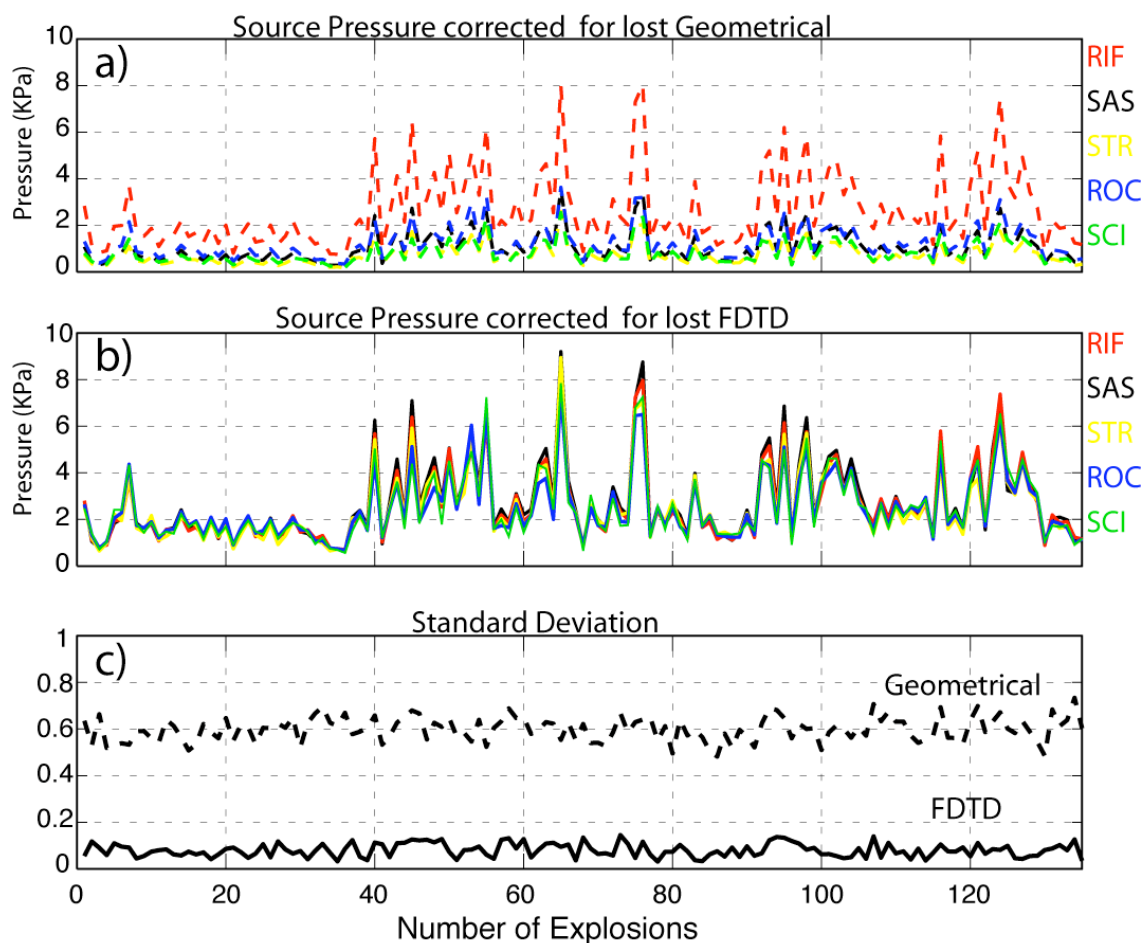 Source Pressure corrected for lost Geometrical
a)
Pressure (KPa)
10
8
6
4
2
0
RIF
SAS
STR
ROC
SCI
Source Pressure corrected for lost FDTD
b)
Pressure (KPa)
10
8
6
4
2
0
RIF
SAS
STR
ROC
SCI
Standard Deviation
c)
1
0.8
0.6
0.4
0.2
0
Geometrical
FDTD
0 20 40 60 80 100 120
Number of Explosions